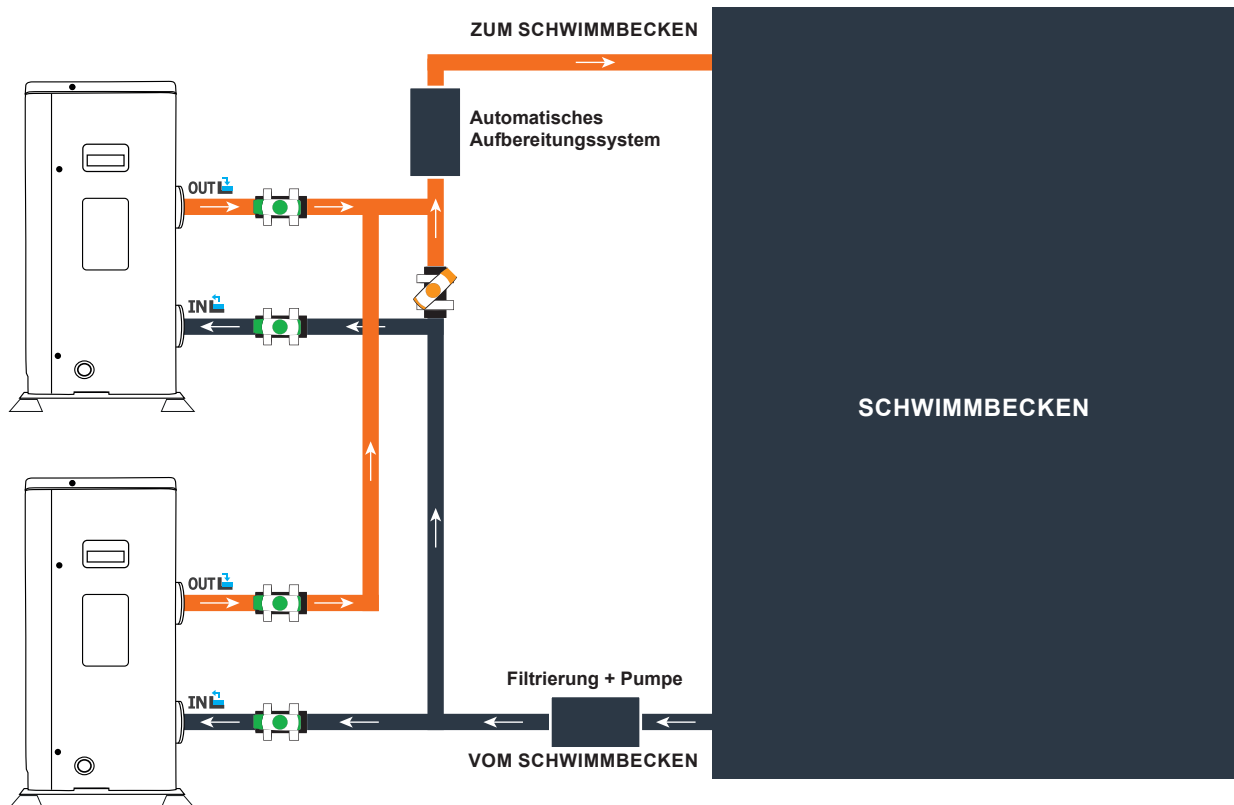 ZUM SCHWIMMBECKEN
Automatisches
Aufbereitungssystem
OUT
IN
SCHWIMMBECKEN
OUT
Filtrierung + Pumpe
IN
VOM SCHWIMMBECKEN